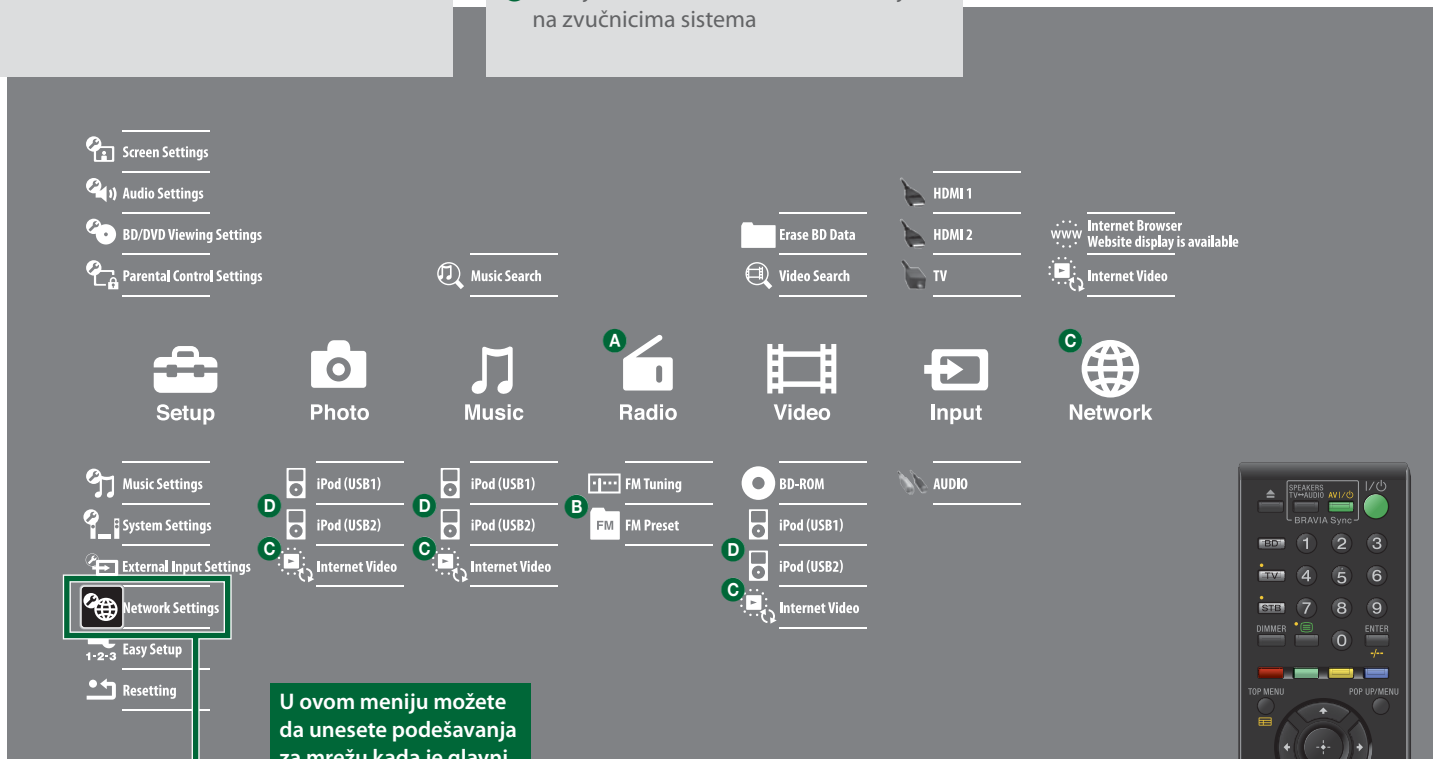 na zvučnicima sistema
Screen Settings
Audio Settings
BD/DVD Viewing Settings
Parental Control Settings
Music Search
Erase BD Data
Video Search
HDMI 1
HDMI 2
TV
www
Internet Browser
Website display is available
Internet Video
A
C
Setup
Photo
Music
Radio
Video
Input
Network
Music Settings
System Settings
External Input Settings
Network Settings
1-2-3 Easy Setup
Resetting
iPod (USB1)
D
iPod (USB2)
C
Internet Video
iPod (USB1)
D
iPod (USB2)
C
Internet Video
FM Tuning
B
FM FM Preset
BD-ROM
iPod (USB1)
D
iPod (USB2)
C
Internet Video
AUDIO
U ovom meniju možete
da unesete podešavanja
za mrežu kada je glavni
SPEAKERS
TV↔AUDIO AV I/⏻ I/⏻
BRAVIA Sync
BD 1 2 3
TV 4 5 6
STB 7 8 9
DIMMER 0 ENTER
-/--
TOP MENU POP UP/MENU